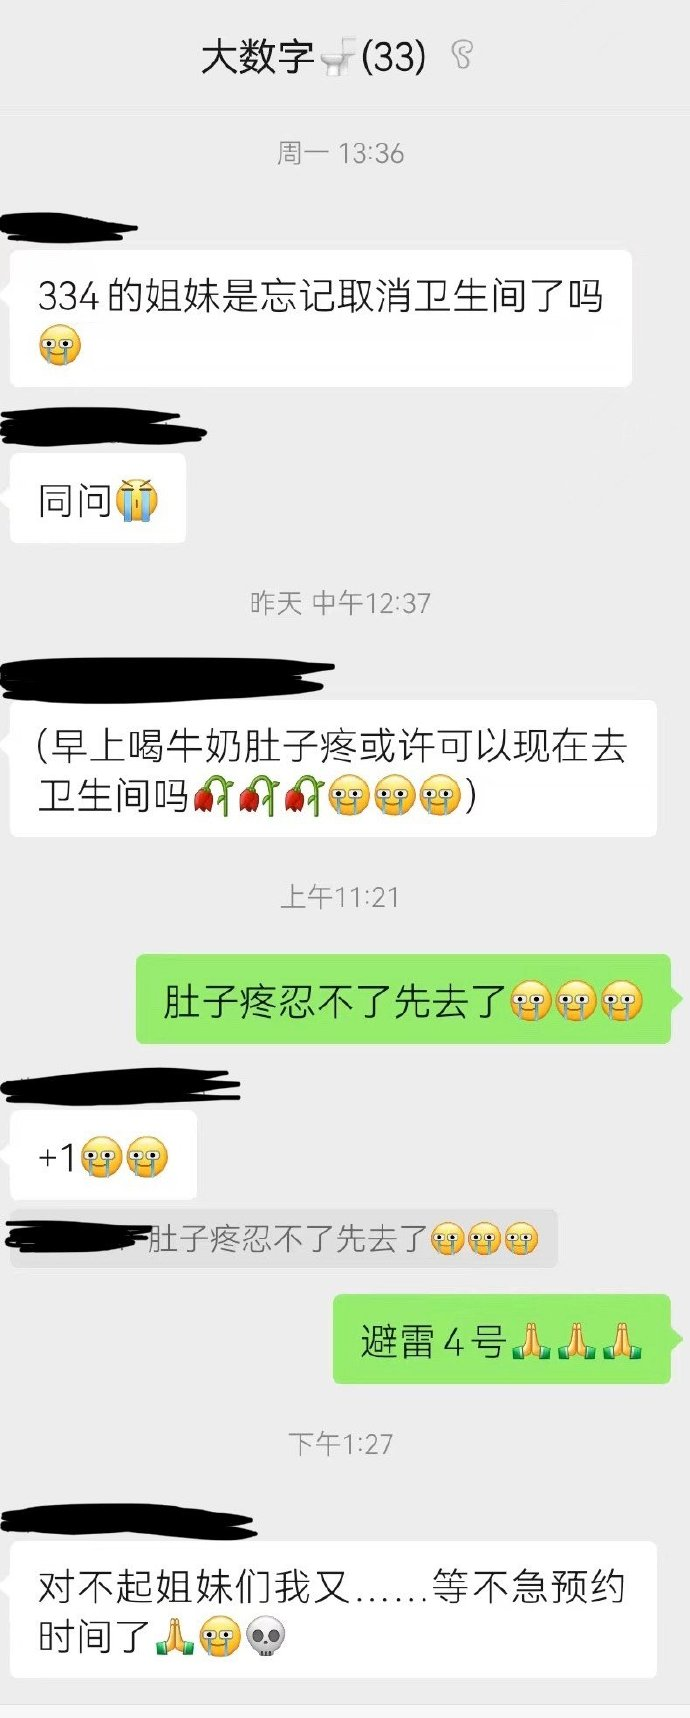 大数字🚽(33)
周一 13:36
334的姐妹是忘记取消卫生间了吗
🥹
同问😭
昨天 中午12:37
(早上喝牛奶肚子疼或许可以现在去
卫生间吗🥀🥀🥀🥹🥹🥹)
上午11:21
肚子疼忍不了先去了🥹🥹🥹
+1🥹🥹
肚子疼忍不了先去了🥹🥹🥹
避雷4号🙏🙏🙏
下午1:27
对不起姐妹们我又……等不急预约
时间了🙏🥹💀